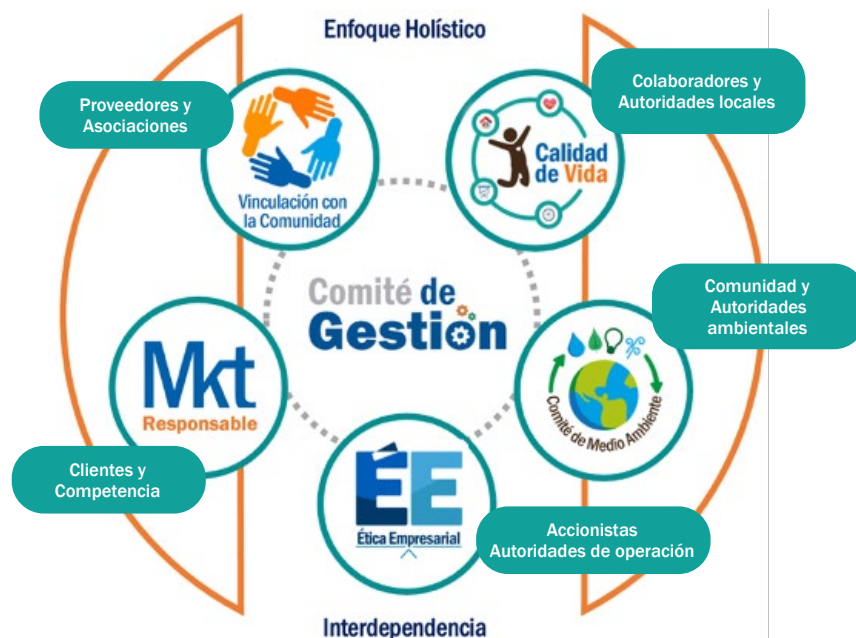 Enfoque Holístico
Proveedores y
Asociaciones
Colaboradores y
Autoridades locales
Vinculación con
la Comunidad
Calidad
de Vida
Comité de
Gestión
Comunidad y
Autoridades
ambientales
Mkt
Responsable
Comité de Medio Ambiente
Clientes y
Competencia
ÉE
Ética Empresarial
Accionistas
Autoridades de operación
Interdependencia